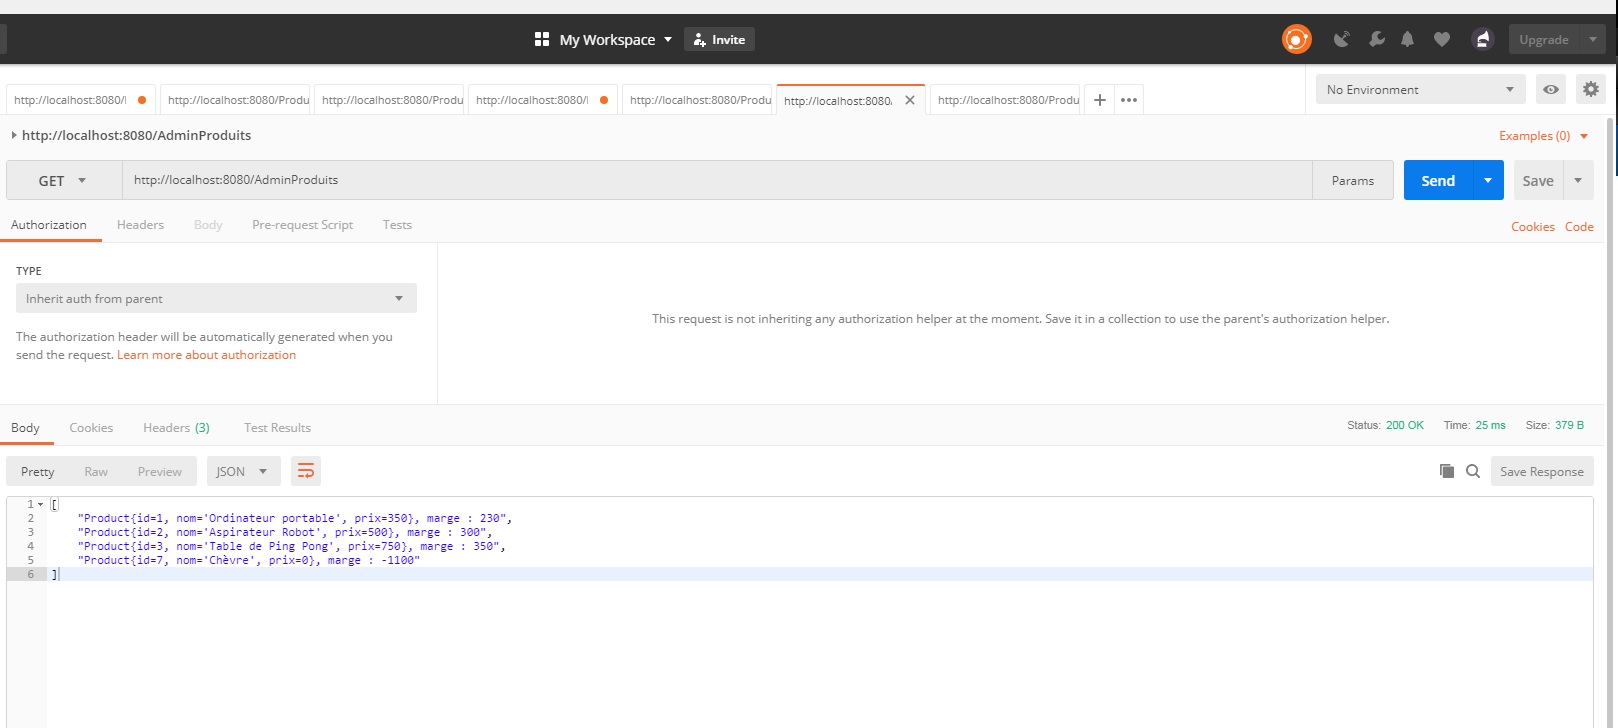 My Workspace Invite Upgrade
http://localhost:8080/ http://localhost:8080/Produ http://localhost:8080/Produ http://localhost:8080/ http://localhost:8080/Produ http://localhost:8080, http://localhost:8080/Produ No Environment
http://localhost:8080/AdminProduits Examples (0)
GET http://localhost:8080/AdminProduits Params Send Save
Authorization Headers Body Pre-request Script Tests Cookies Code
TYPE
Inherit auth from parent
This request is not inheriting any authorization helper at the moment. Save it in a collection to use the parent's authorization helper.
The authorization header will be automatically generated when you
send the request. Learn more about authorization
Body Cookies Headers (3) Test Results Status: 200 OK Time: 25 ms Size: 379 B
Pretty Raw Preview JSON Save Response
1 [
2 "Product{id=1, nom='Ordinateur portable', prix=350}, marge : 230",
3 "Product{id=2, nom='Aspirateur Robot', prix=500}, marge : 300",
4 "Product{id=3, nom='Table de Ping Pong', prix=750}, marge : 350",
5 "Product{id=7, nom='Chèvre', prix=0}, marge : -1100"
6 ]